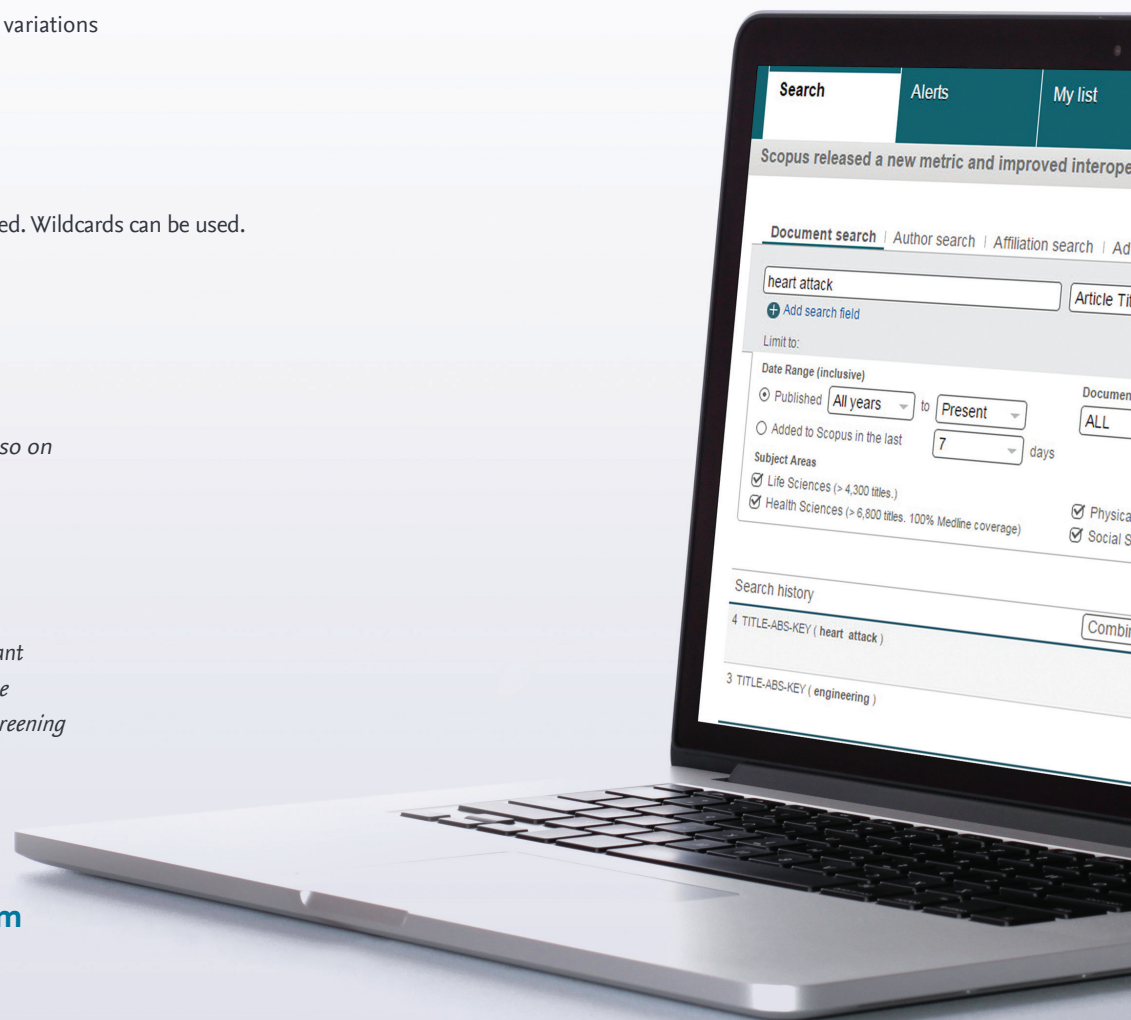 variations
ed. Wildcards can be used.
so on
ant
e
reening
m
Search Alerts My list
Scopus released a new metric and improved interope
Document search | Author search | Affiliation search | Ad
heart attack Article Tit
Add search field
Limit to:
Date Range (inclusive) Documen
Published All years to Present ALL
Added to Scopus in the last 7 days
Subject Areas
Life Sciences (> 4,300 titles.) Physica
Health Sciences (> 6,800 titles. 100% Medline coverage) Social S
Search history Combin
4 TITLE-ABS-KEY ( heart attack )
3 TITLE-ABS-KEY ( engineering )